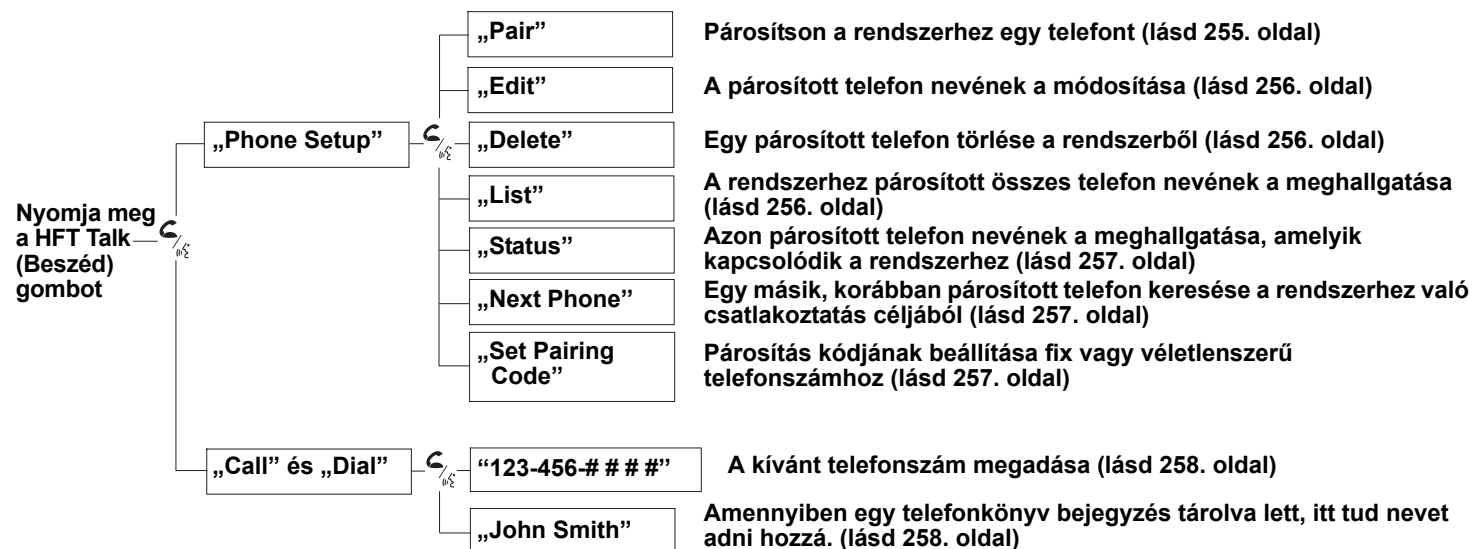 „Pair”
Párosítson a rendszerhez egy telefont (lásd 255. oldal)
„Edit”
A párosított telefon nevének a módosítása (lásd 256. oldal)
„Phone Setup”
„Delete”
Egy párosított telefon törlése a rendszerből (lásd 256. oldal)
„List”
A rendszerhez párosított összes telefon nevének a meghallgatása
(lásd 256. oldal)
Nyomja meg
a HFT Talk
(Beszéd)
gombot
„Status”
Azon párosított telefon nevének a meghallgatása, amelyik
kapcsolódik a rendszerhez (lásd 257. oldal)
„Next Phone”
Egy másik, korábban párosított telefon keresése a rendszerhez való
csatlakoztatás céljából (lásd 257. oldal)
„Set Pairing
Code”
Párosítás kódjának beállítása fix vagy véletlenszerű
telefonszámhoz (lásd 257. oldal)
„Call” és „Dial”
“123-456-# # # #”
A kívánt telefonszám megadása (lásd 258. oldal)
„John Smith”
Amennyiben egy telefonkönyv bejegyzés tárolva lett, itt tud nevet
adni hozzá. (lásd 258. oldal)